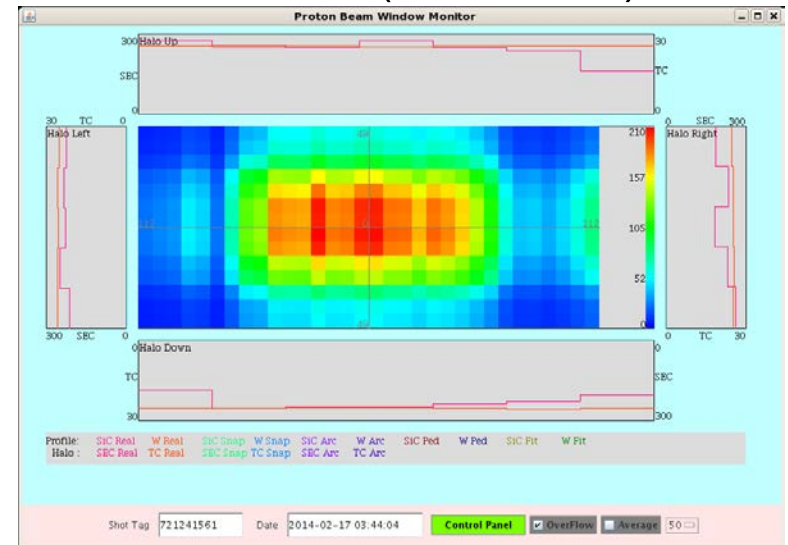 Proton Beam Window Monitor
300 Halo Up 30
SEC TC
0 0
30 TC 0
0 SEC 300
Halo Left
Halo Right
210
157
112 112
105
52
0
300 SEC 0
0 TC 30
0 Halo Down 0
TC SEC
30 300
Profile: SiC Real W Real SiC Snap W Snap SiC Arc W Arc SiC Ped W Ped SiC Fit W Fit
Halo : SEC Real TC Real SEC Snap TC Snap SEC Arc TC Arc
Shot Tag 721241561 Date 2014-02-17 03:44:04 Control Panel OverFlow Average 50